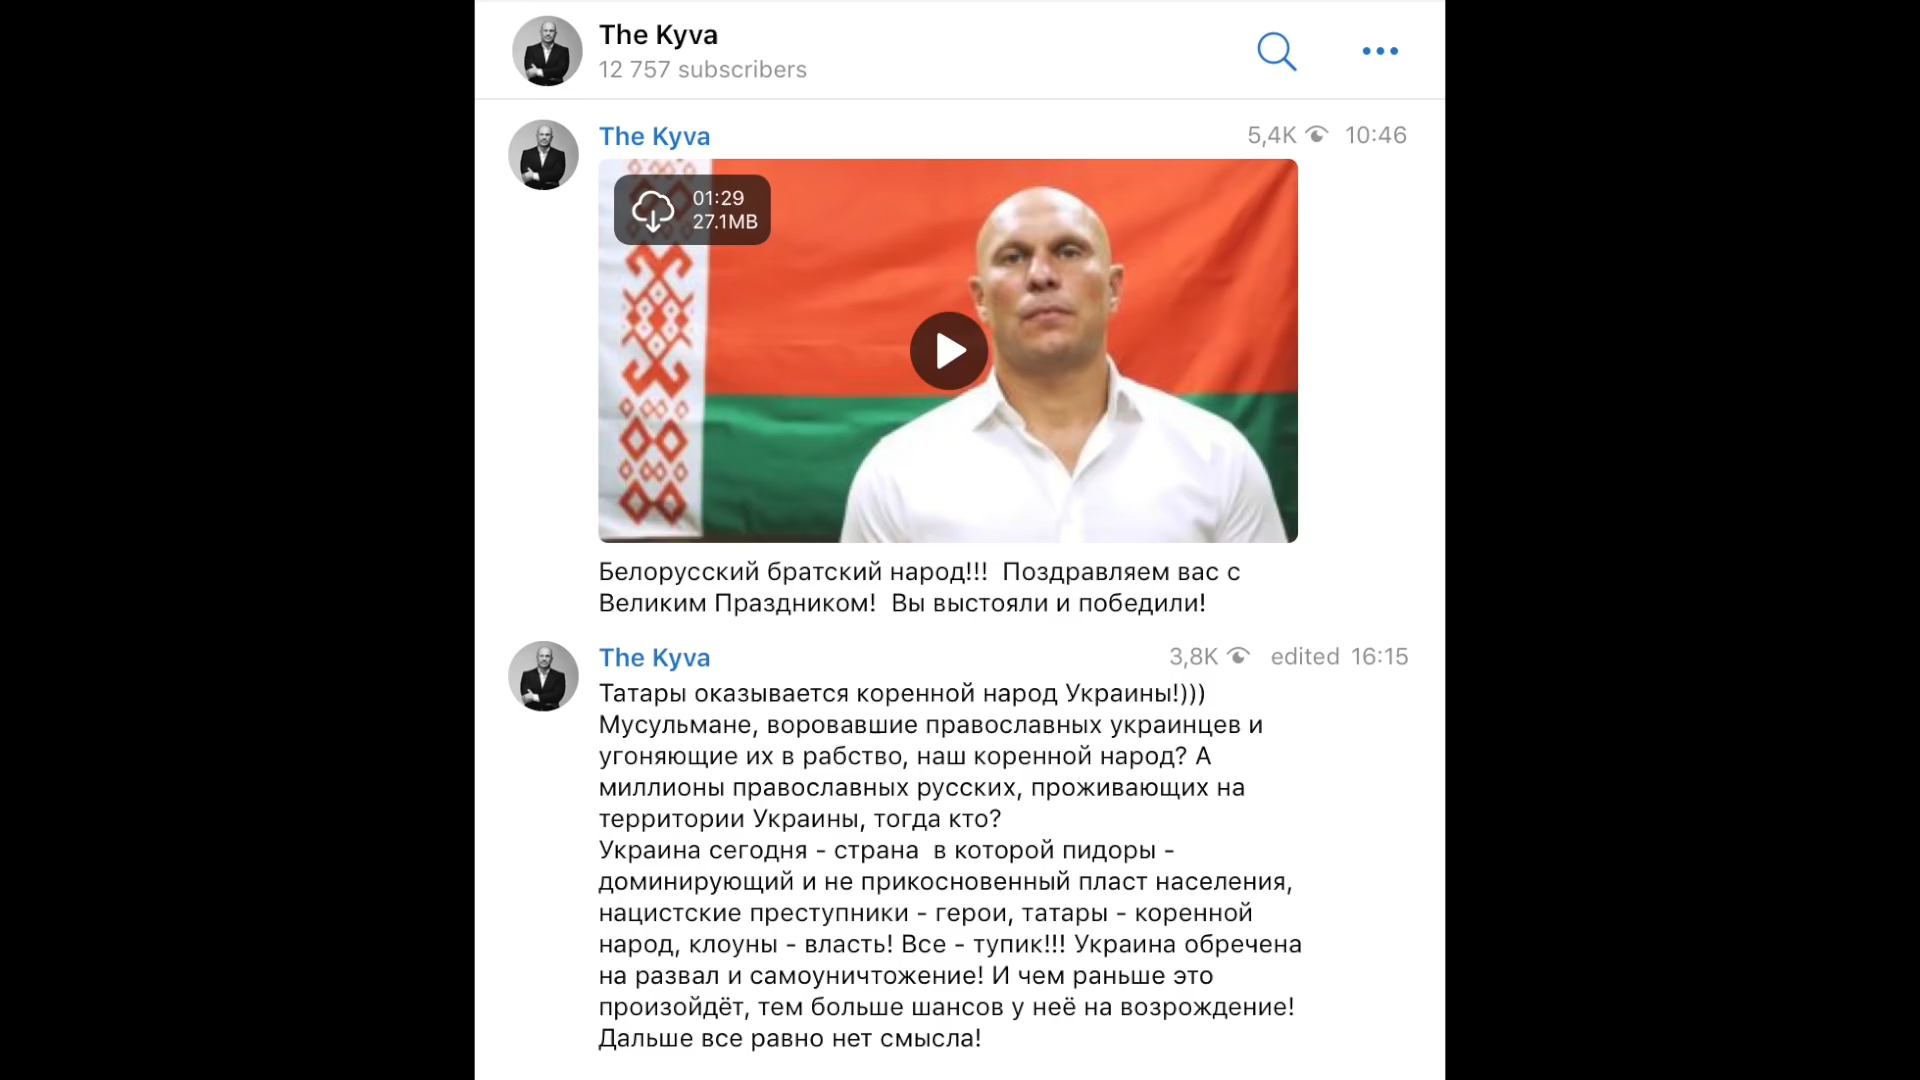 The Kyva
12 757 subscribers
The Kyva
5,4K 10:46
01:29
27.1MB
Белорусский братский народ!!! Поздравляем вас с
Великим Праздником! Вы выстояли и победили!
The Kyva
3,8K edited 16:15
Татары оказывается коренной народ Украины!)))
Мусульмане, воровавшие православных украинцев и
угоняющие их в рабство, наш коренной народ? А
миллионы православных русских, проживающих на
территории Украины, тогда кто?
Украина сегодня - страна в которой пидоры -
доминирующий и не прикосновенный пласт населения,
нацистские преступники - герои, татары - коренной
народ, клоуны - власть! Все - тупик!!! Украина обречена
на развал и самоуничтожение! И чем раньше это
произойдёт, тем больше шансов у неё на возрождение!
Дальше все равно нет смысла!